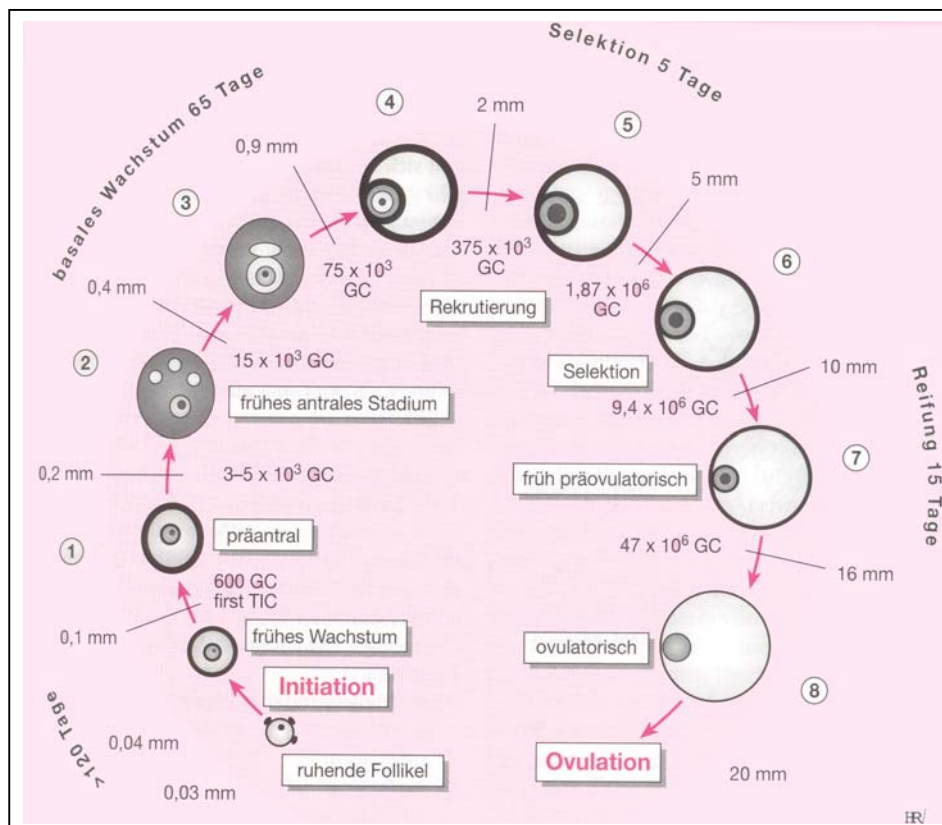 Selektion 5 Tage
basales Wachstum 65 Tage
4
2 mm
5
0,9 mm
5 mm
3
75 x 10³
GC
375 x 10³
GC
6
0,4 mm
1,87 x 10⁶
GC
Rekrutierung
2
15 x 10³ GC
Selektion
10 mm
frühes antrales Stadium
9,4 x 10⁶ GC
Reifung 15 Tage
0,2 mm
3–5 x 10³ GC
früh präovulatorisch
7
1
präantral
47 x 10⁶ GC
16 mm
600 GC
first TIC
0,1 mm
frühes Wachstum
ovulatorisch
Initiation
8
>120 Tage
0,04 mm
ruhende Follikel
Ovulation
20 mm
0,03 mm